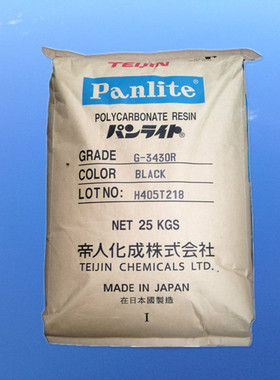 TEIJIN
Panlite®
POLYCARBONATE RESIN
パンライト®
GRADE G-3430R
COLOR BLACK
LOT NO: H405T218
NET 25 KGS
帝人化成株式会社
TEIJIN CHEMICALS LTD.
MADE IN JAPAN
在日本國製造
I